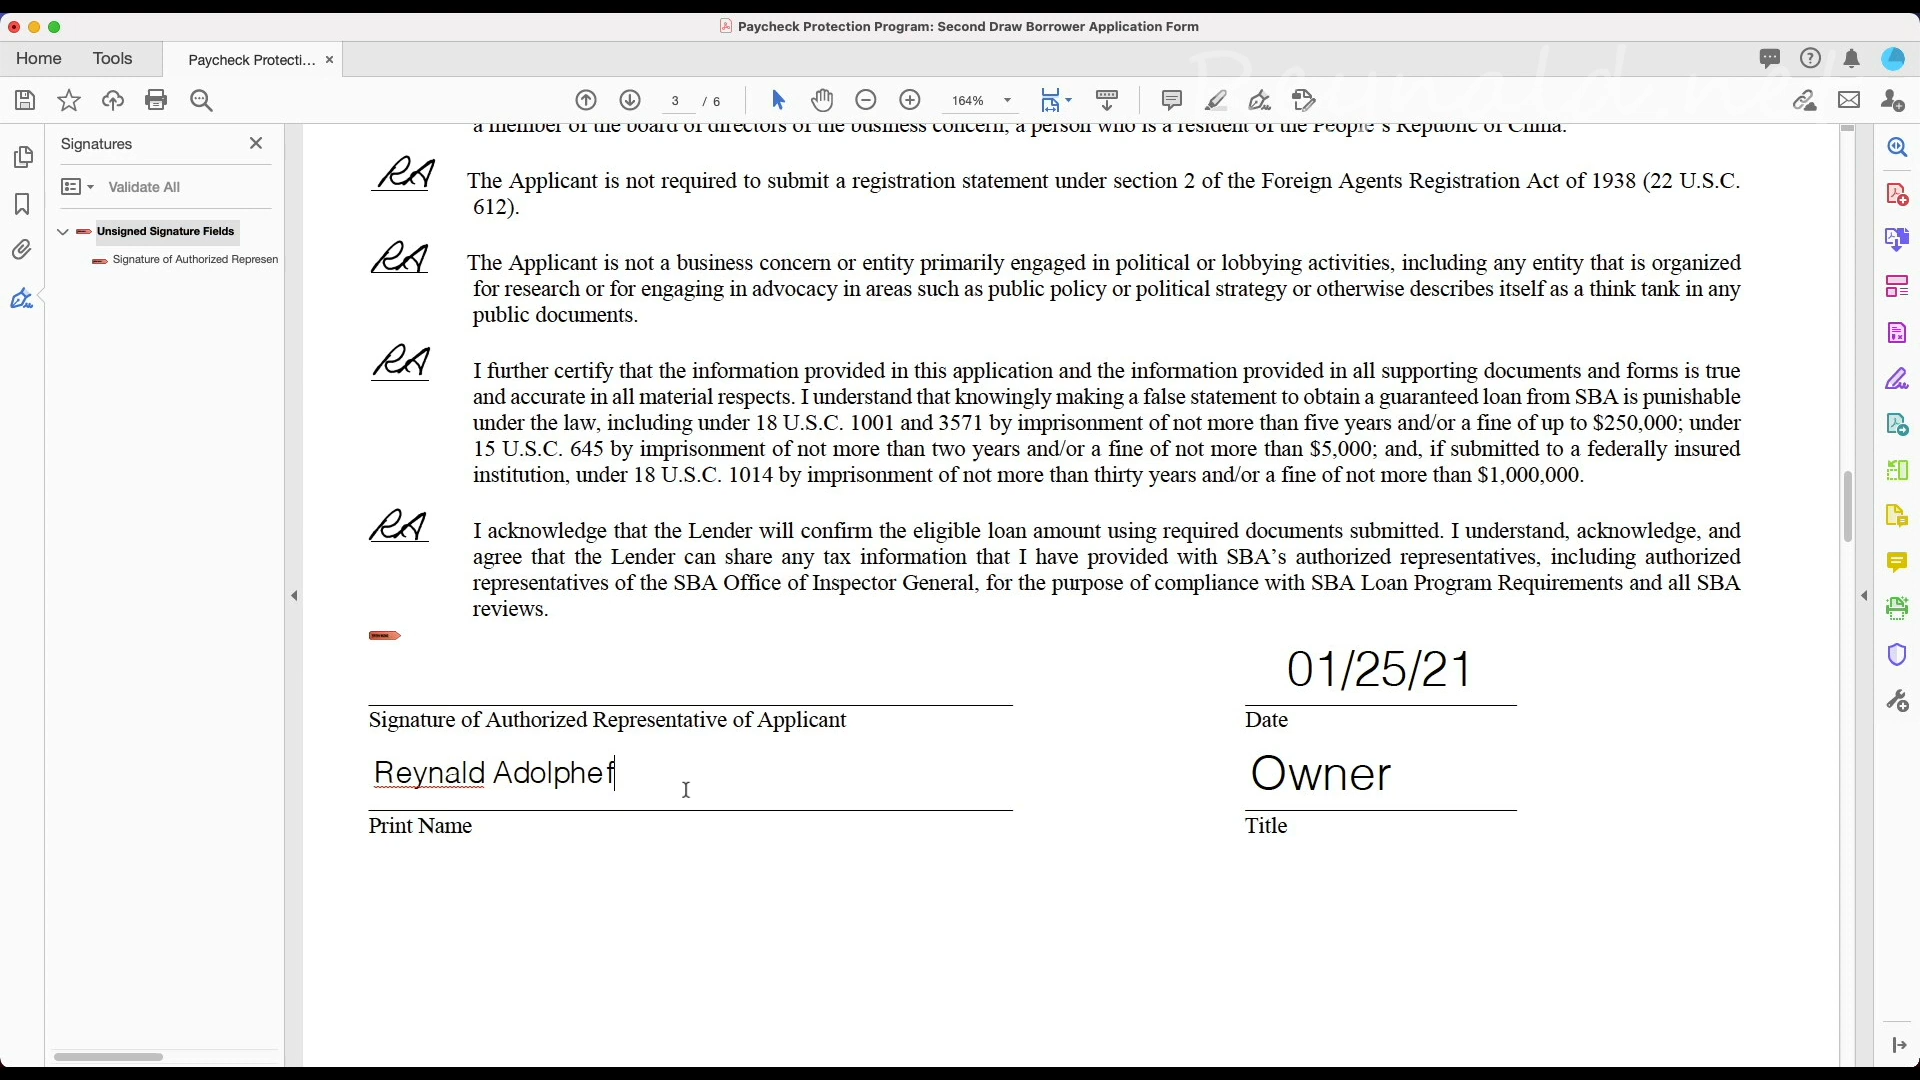 Paycheck Protection Program: Second Draw Borrower Application Form
Home Tools Paycheck Protecti... ×
3 / 6 164%
Signatures
Validate All
Unsigned Signature Fields
Signature of Authorized Represen
a member of the board of directors of the business concern, a person who is a resident of the People's Republic of China.
RA The Applicant is not required to submit a registration statement under section 2 of the Foreign Agents Registration Act of 1938 (22 U.S.C.
612).
RA The Applicant is not a business concern or entity primarily engaged in political or lobbying activities, including any entity that is organized
for research or for engaging in advocacy in areas such as public policy or political strategy or otherwise describes itself as a think tank in any
public documents.
RA I further certify that the information provided in this application and the information provided in all supporting documents and forms is true
and accurate in all material respects. I understand that knowingly making a false statement to obtain a guaranteed loan from SBA is punishable
under the law, including under 18 U.S.C. 1001 and 3571 by imprisonment of not more than five years and/or a fine of up to $250,000; under
15 U.S.C. 645 by imprisonment of not more than two years and/or a fine of not more than $5,000; and, if submitted to a federally insured
institution, under 18 U.S.C. 1014 by imprisonment of not more than thirty years and/or a fine of not more than $1,000,000.
RA I acknowledge that the Lender will confirm the eligible loan amount using required documents submitted. I understand, acknowledge, and
agree that the Lender can share any tax information that I have provided with SBA’s authorized representatives, including authorized
representatives of the SBA Office of Inspector General, for the purpose of compliance with SBA Loan Program Requirements and all SBA
reviews.
01/25/21
Signature of Authorized Representative of Applicant Date
Reynald Adolphef Owner
Print Name Title